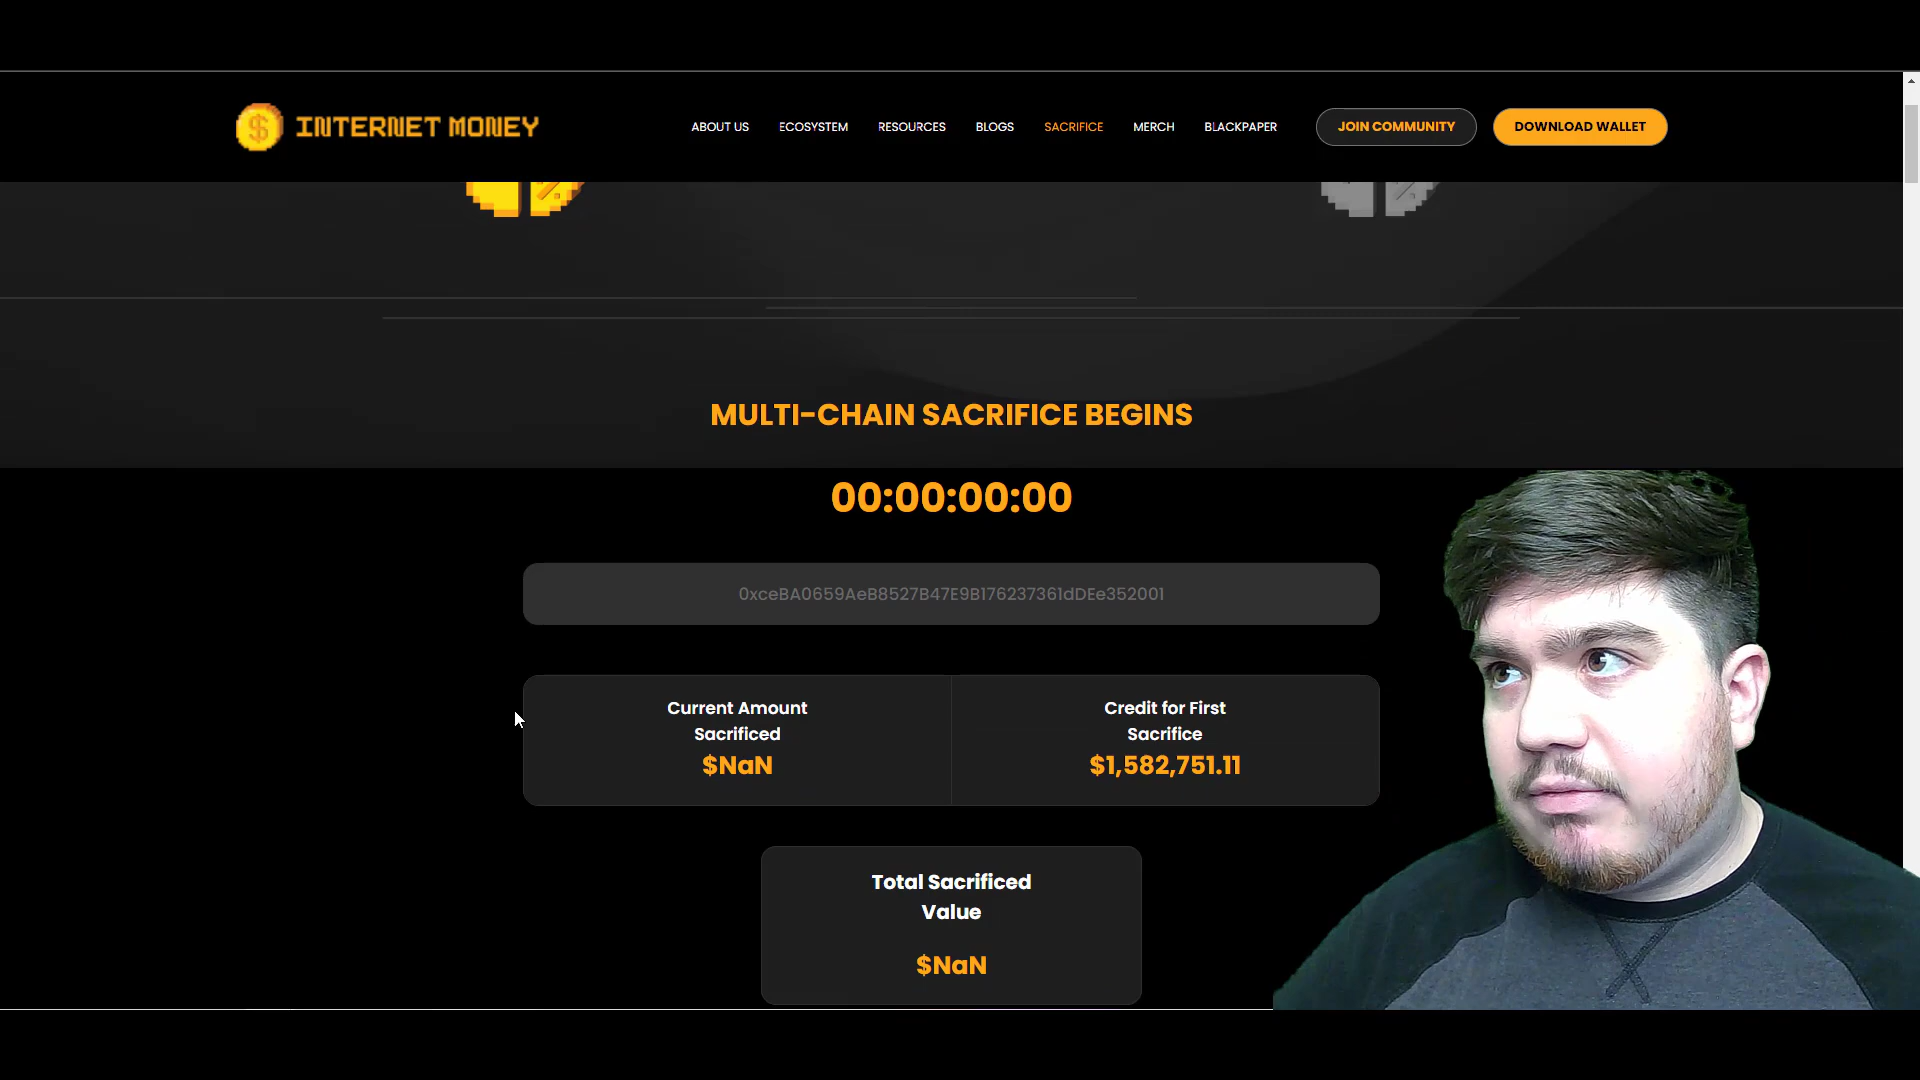 INTERNET MONEY
ABOUT US ECOSYSTEM RESOURCES BLOGS SACRIFICE MERCH BLACKPAPER JOIN COMMUNITY DOWNLOAD WALLET
MULTI-CHAIN SACRIFICE BEGINS
00:00:00:00
0xceBA0659AeB8527B47E9B176237361dDEe352001
Current Amount
Sacrificed
$NaN
Credit for First
Sacrifice
$1,582,751.11
Total Sacrificed
Value
$NaN